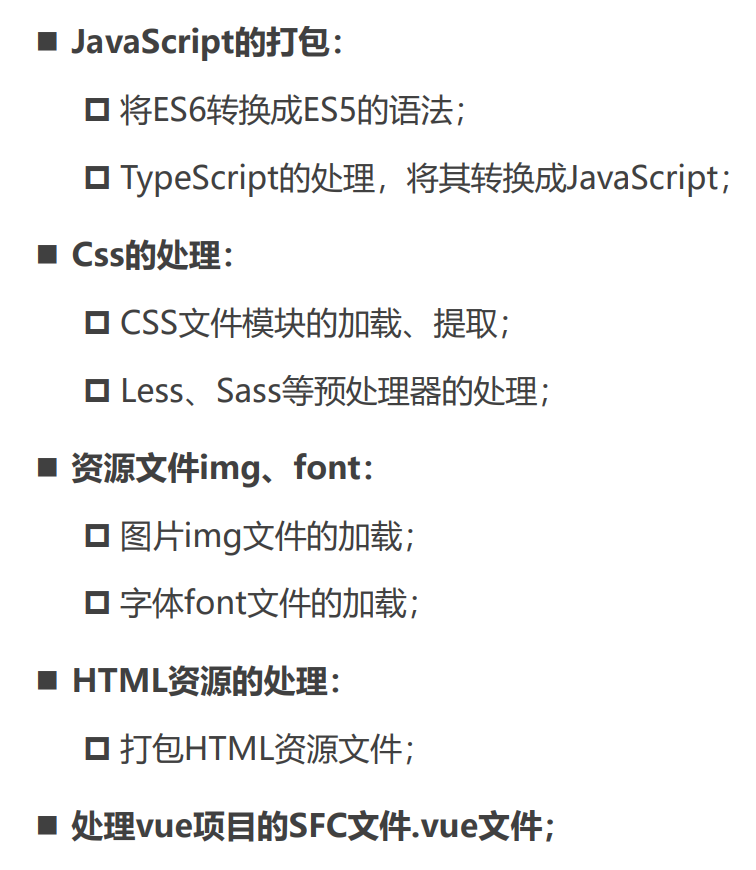 ■ JavaScript的打包：
□ 将ES6转换成ES5的语法；
□ TypeScript的处理，将其转换成JavaScript；
■ Css的处理：
□ CSS文件模块的加载、提取；
□ Less、Sass等预处理器的处理；
■ 资源文件img、font：
□ 图片img文件的加载；
□ 字体font文件的加载；
■ HTML资源的处理：
□ 打包HTML资源文件；
■ 处理vue项目的SFC文件.vue文件；